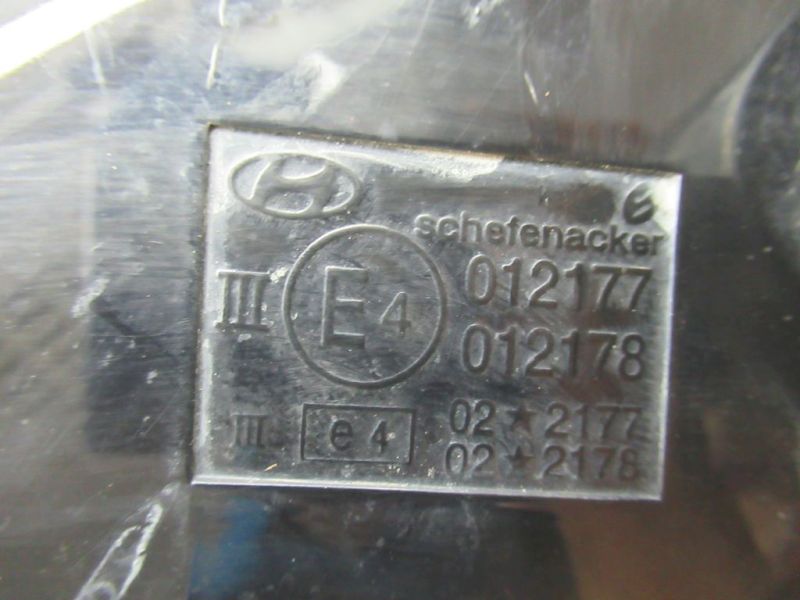 schefenacker
III E4 012177
012178
III e4 02★2177
02★2178